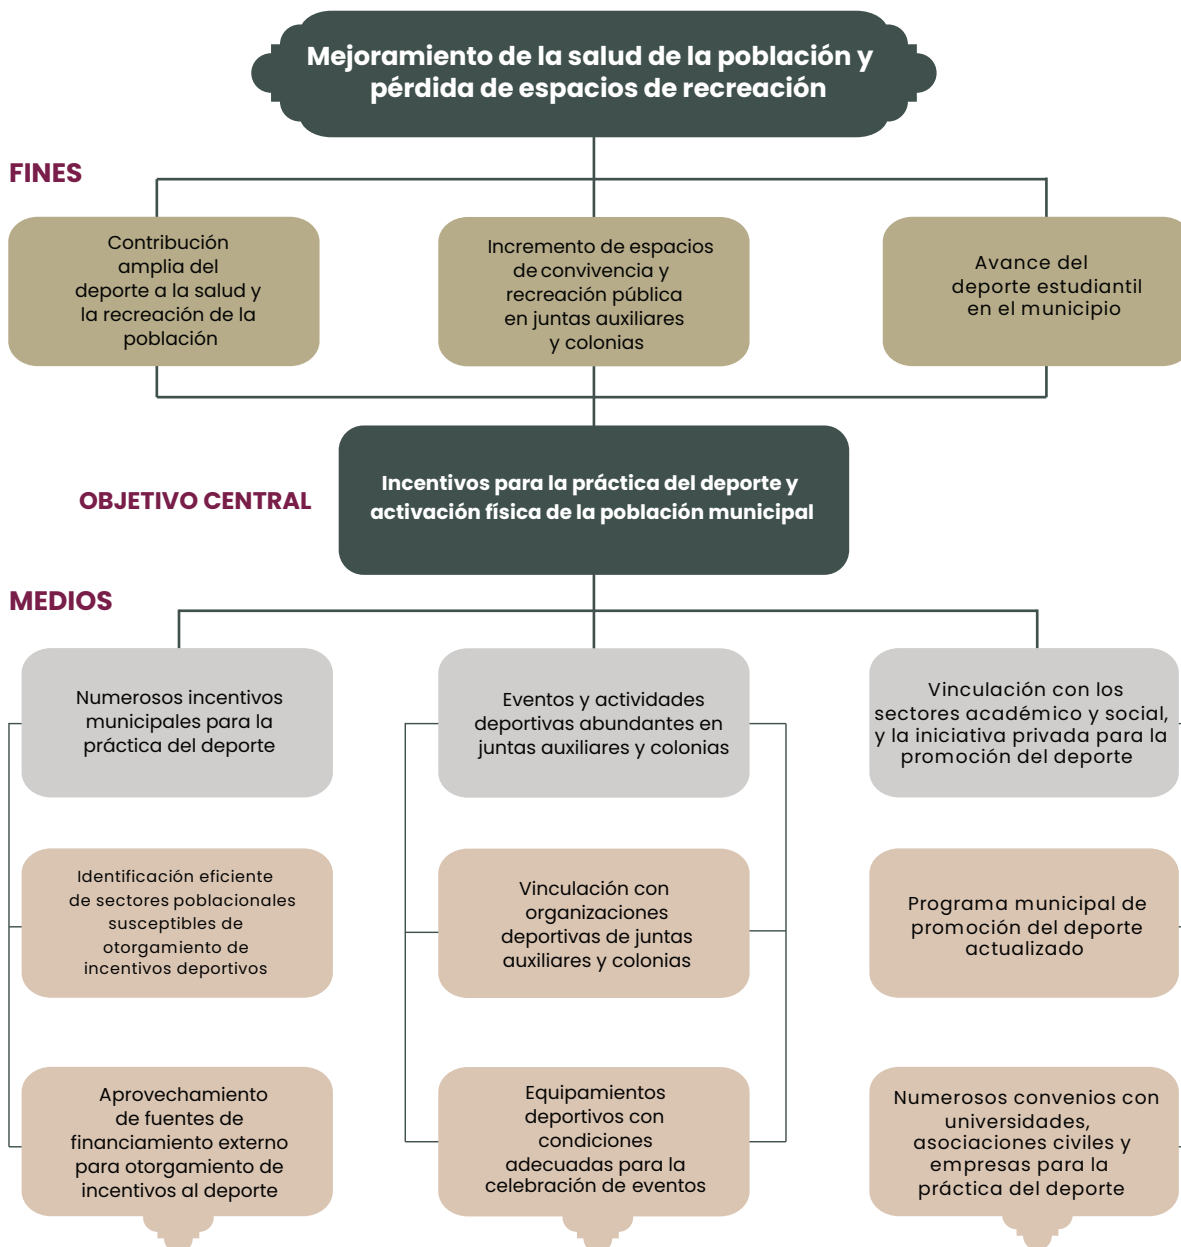 Mejoramiento de la salud de la población y
pérdida de espacios de recreación
FINES
Contribución
amplia del
deporte a la salud y
la recreación de la
población
Incremento de espacios
de convivencia y
recreación pública
en juntas auxiliares
y colonias
Avance del
deporte estudiantil
en el municipio
OBJETIVO CENTRAL
Incentivos para la práctica del deporte y
activación física de la población municipal
MEDIOS
Numerosos incentivos
municipales para la
práctica del deporte
Eventos y actividades
deportivas abundantes en
juntas auxiliares y colonias
Vinculación con los
sectores académico y social,
y la iniciativa privada para la
promoción del deporte
Identificación eficiente
de sectores poblacionales
susceptibles de
otorgamiento de
incentivos deportivos
Vinculación con
organizaciones
deportivas de juntas
auxiliares y colonias
Programa municipal de
promoción del deporte
actualizado
Aprovechamiento
de fuentes de
financiamiento externo
para otorgamiento de
incentivos al deporte
Equipamientos
deportivos con
condiciones
adecuadas para la
celebración de eventos
Numerosos convenios con
universidades,
asociaciones civiles y
empresas para la
práctica del deporte